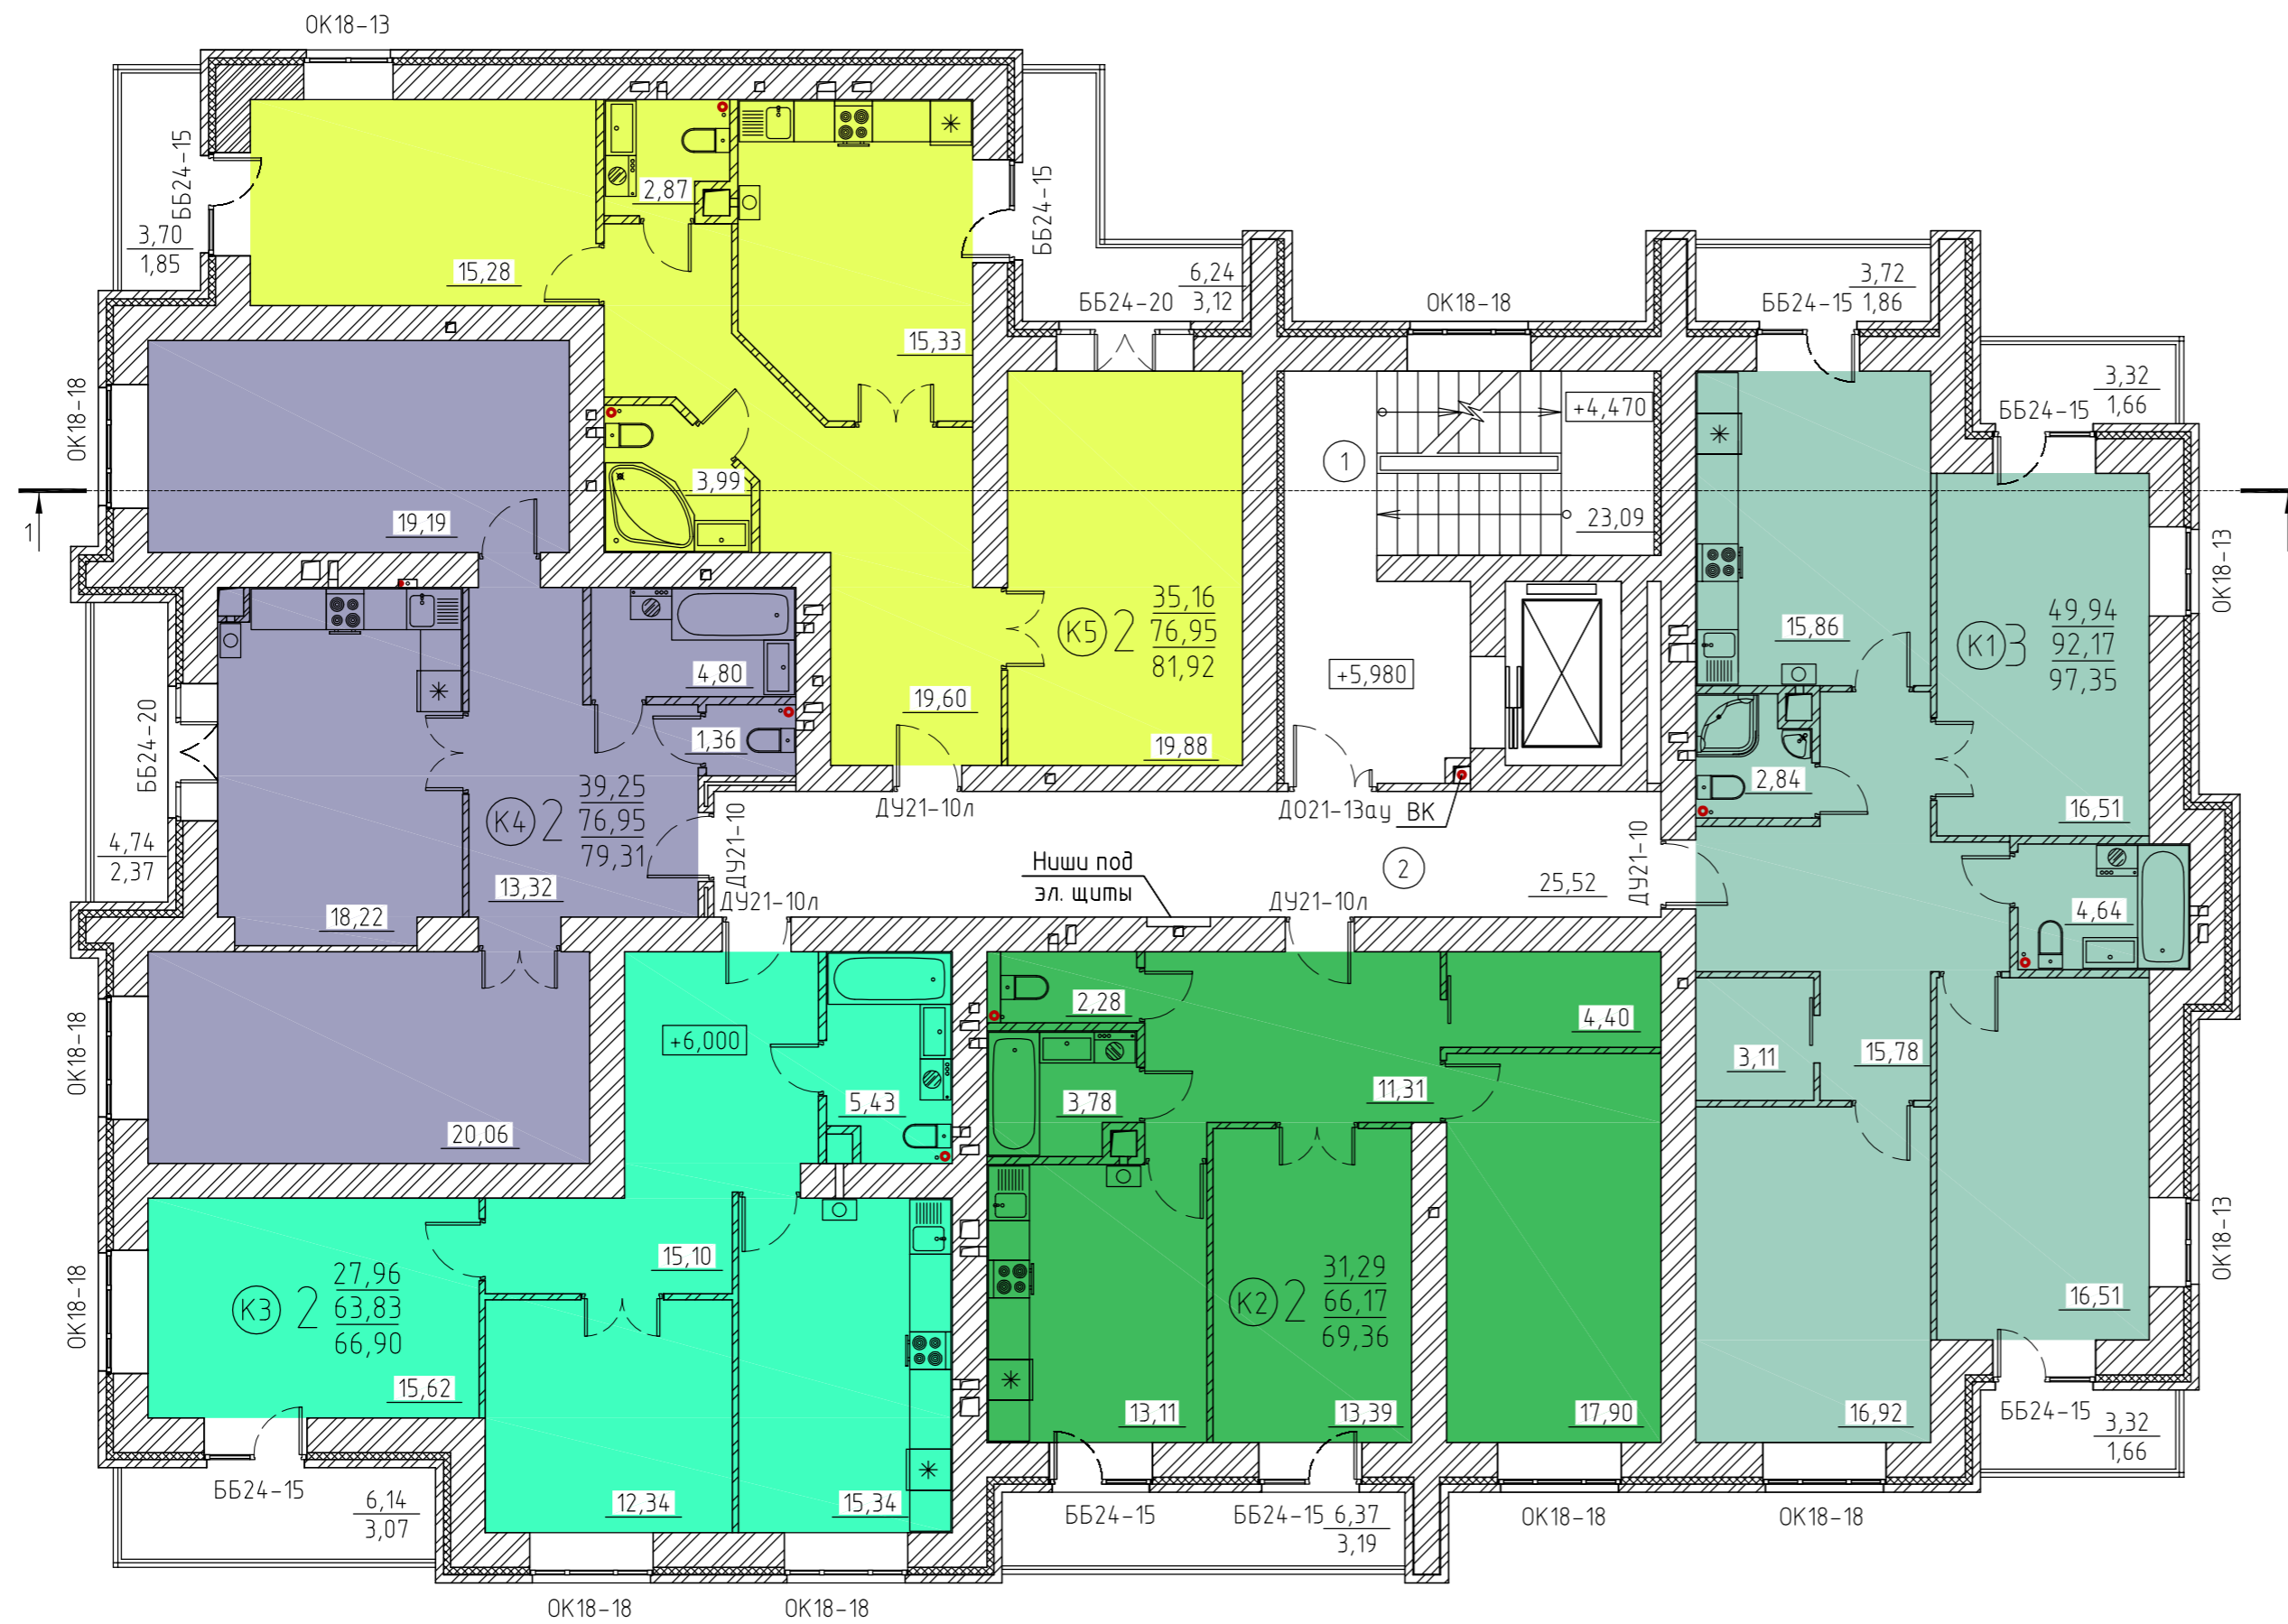 ОК18-13
ББ24-15
3,70
1,85
15,28
2,87
15,33
ББ24-15
6,24
3,12
ББ24-20
ОК18-18
ББ24-15
3,72
1,86
3,32
1,66
ББ24-15
ОК18-18
19,19
3,99
1
+4,470
23,09
1
ОК18-13
К5 2
35,16
76,95
81,92
15,86
К1 3
49,94
92,17
97,35
4,80
1,36
19,60
19,88
+5,980
2,84
16,51
ББ24-20
4,74
2,37
К4 2
39,25
76,95
79,31
13,32
18,22
ДУ21-10
ДУ21-10л
ДО21-13ау
ВК
Ниши под
эл. щиты
2
25,52
ДУ21-10
ДУ21-10л
ДУ21-10л
4,64
ОК18-18
20,06
+6,000
5,43
2,28
3,78
11,31
4,40
3,11
15,78
ОК18-18
К3 2
27,96
63,83
66,90
15,62
15,10
12,34
15,34
К2 2
31,29
66,17
69,36
13,11
13,39
17,90
16,92
16,51
ОК18-13
ББ24-15
3,32
1,66
ББ24-15
6,14
3,07
ББ24-15
ББ24-15
6,37
3,19
ОК18-18
ОК18-18
ОК18-18
ОК18-18